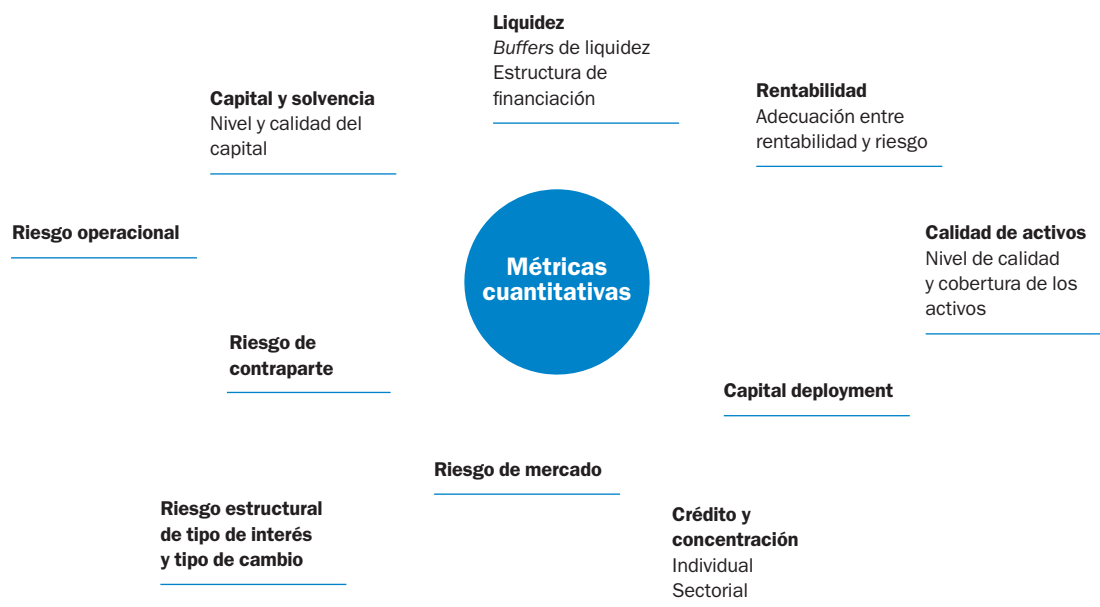 Liquidez
Buffers de liquidez
Estructura de
financiación
Capital y solvencia
Nivel y calidad del
capital
Rentabilidad
Adecuación entre
rentabilidad y riesgo
Riesgo operacional
Métricas
cuantitativas
Calidad de activos
Nivel de calidad
y cobertura de los
activos
Riesgo de
contraparte
Capital deployment
Riesgo de mercado
Riesgo estructural
de tipo de interés
y tipo de cambio
Crédito y
concentración
Individual
Sectorial